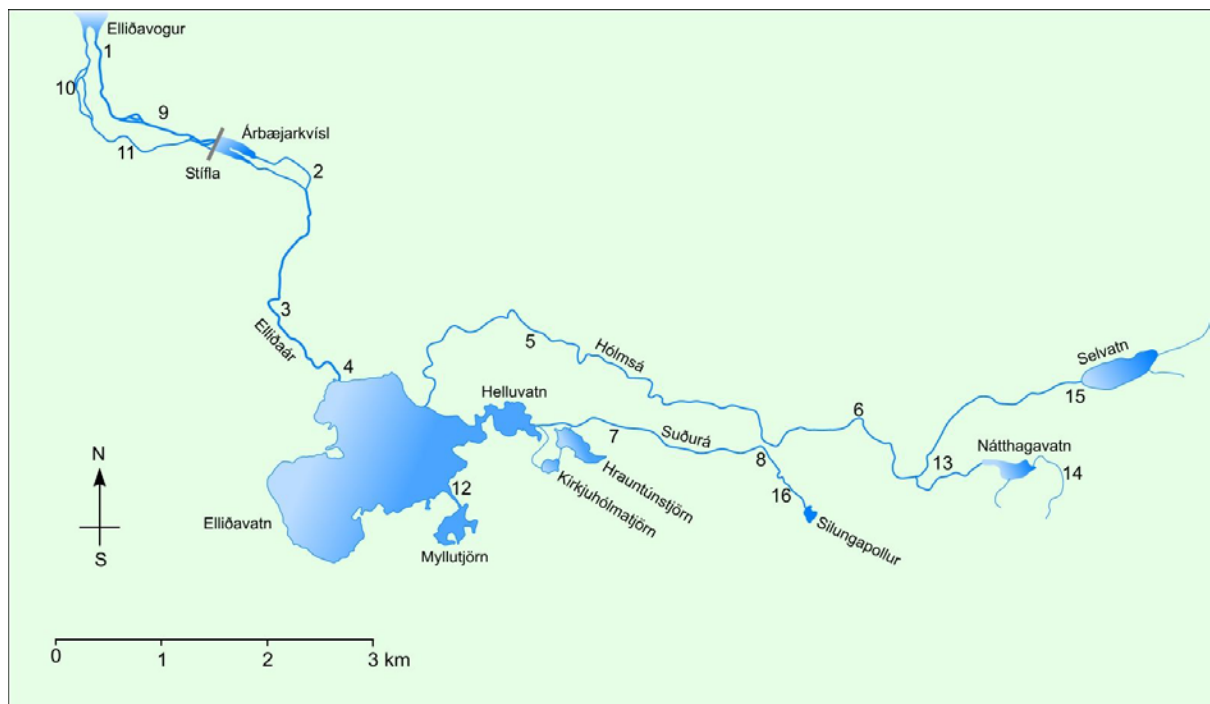 Elliðavogur
1
10
9
Árbæjarkvísl
11
Stífla
2
3
Elliðaár
4
5
Hólmsá
Selvatn
Helluvatn
6
15
7
Suðurá
Nátthagavatn
8
13
14
N
12
Hrauntúnstjörn
16
Kirkjuhólmatjörn
Elliðavatn
Silungapollur
Myllutjörn
S
0 1 2 3 km